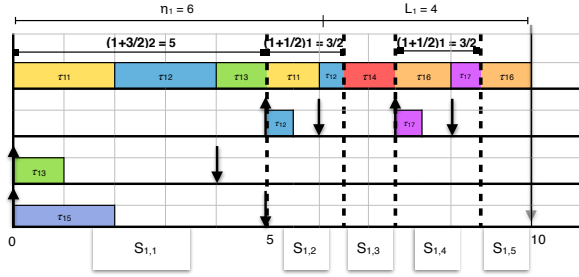 η₁ = 6 L₁ = 4
(1+3/2)2 = 5 (1+1/2)1 = 3/2 (1+1/2)1 = 3/2
τ11 τ12 τ13 τ11 τ12 τ14 τ16 τ17 τ16
τ12 τ17
τ13
τ15
0 5 10
S1,1 S1,2 S1,3 S1,4 S1,5